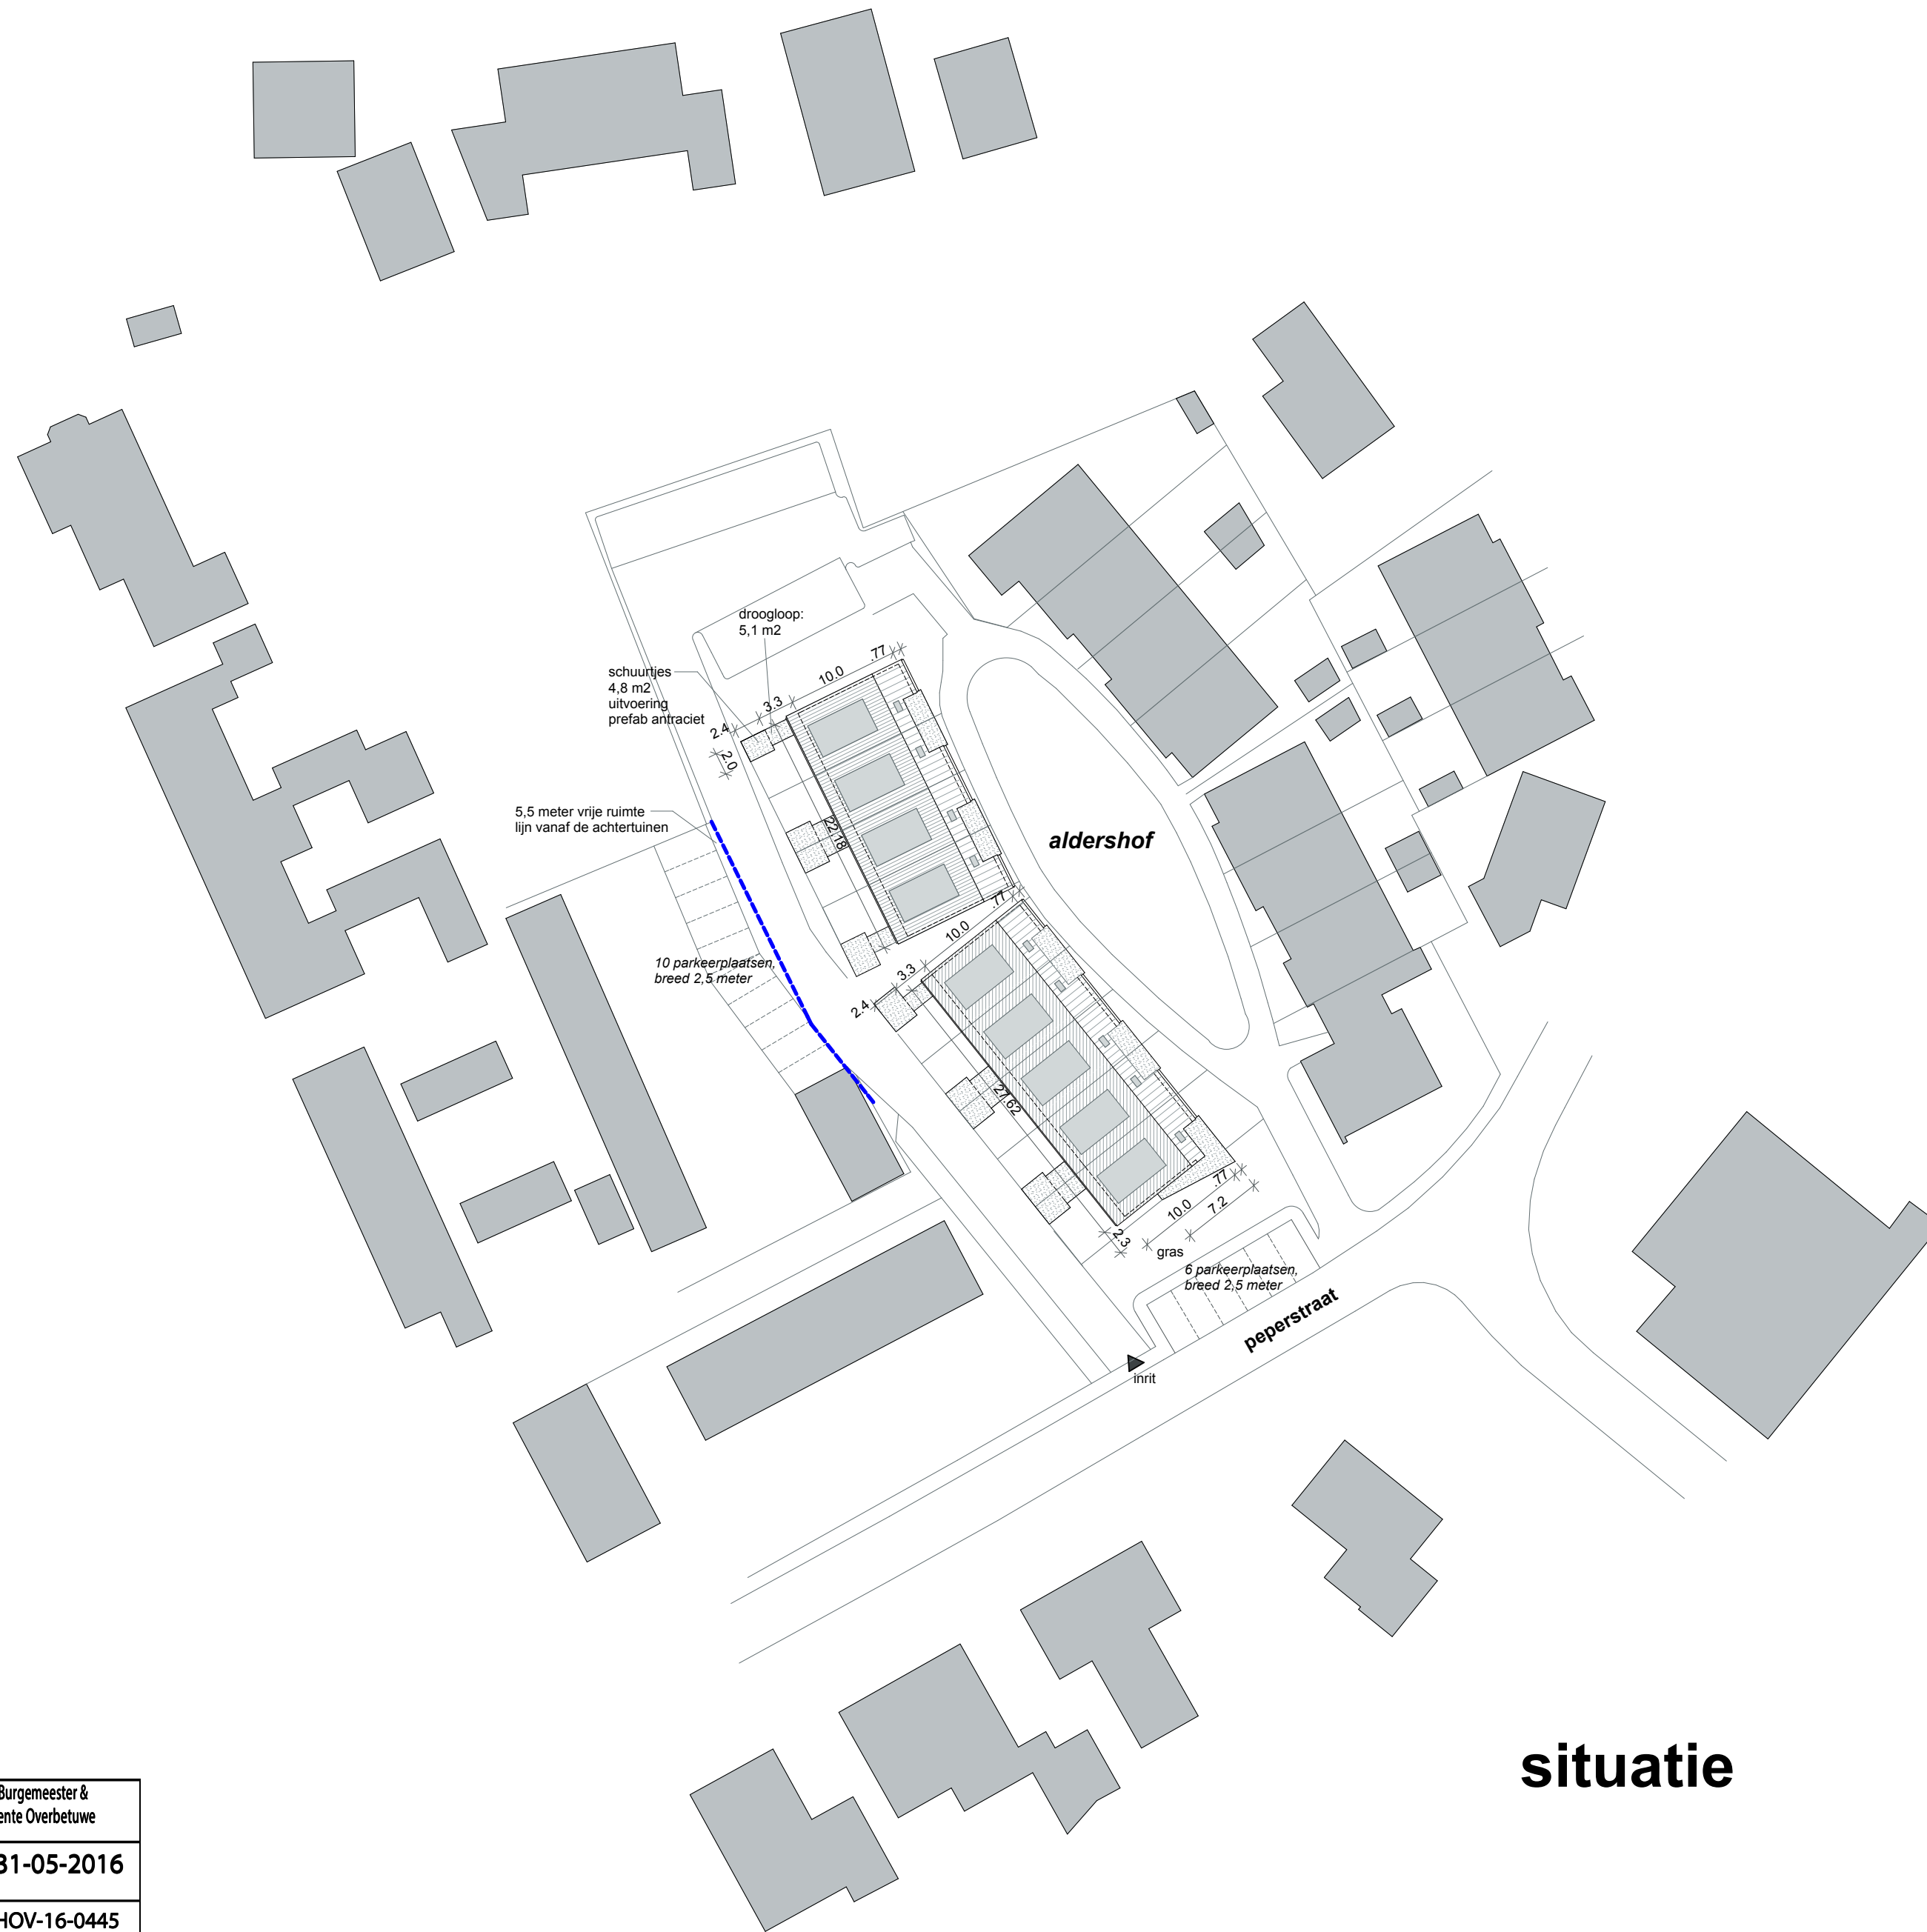 droogloop:
5,1 m2
schuurtjes
4,8 m2
uitvoering
prefab antraciet
.77
10.0
3.3
2.4
2.0
22.18
5,5 meter vrije ruimte
lijn vanaf de achtertuinen
aldershof
10 parkeerplaatsen,
breed 2,5 meter
.77
10.0
3.3
2.4
27.62
.77
10.0
7.2
2.3
gras
6 parkeerplaatsen,
breed 2,5 meter
peperstraat
inrit
situatie
Burgemeester &
ente Overbetuwe
31-05-2016
HOV-16-0445